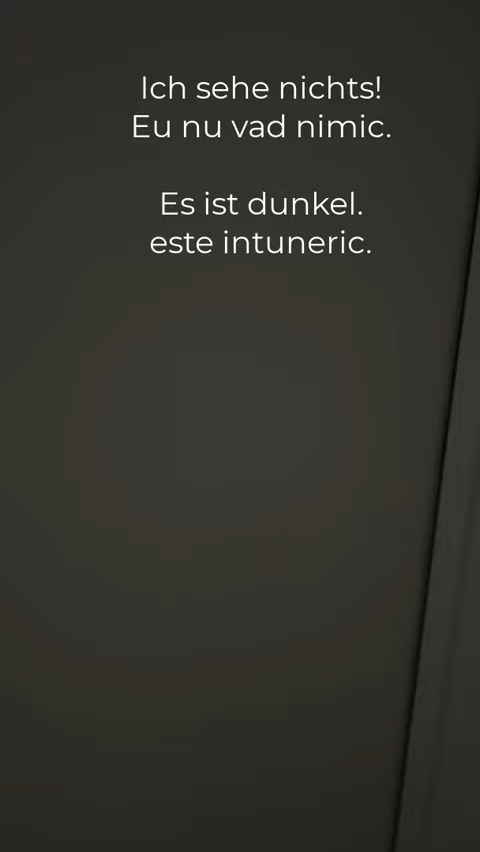 Ich sehe nichts!
Eu nu vad nimic.
Es ist dunkel.
este intuneric.